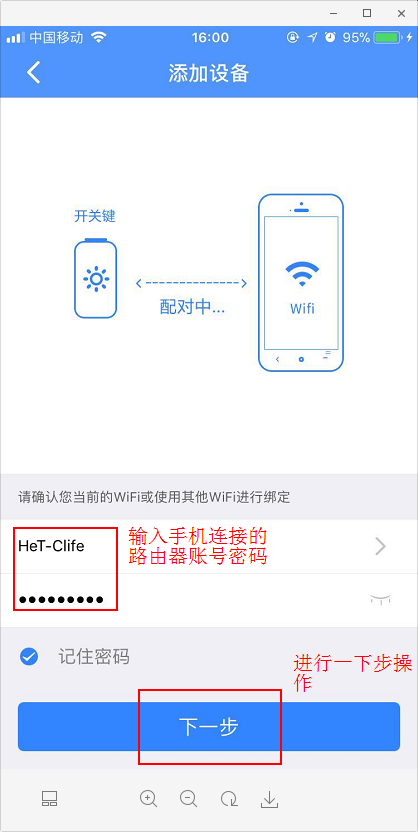 中国移动 16:00 95%
添加设备
开关键
配对中...
Wifi
请确认您当前的WiFi或使用其他WiFi进行绑定
HeT-Clife
输入手机连接的
路由器账号密码
●●●●●●●●●
记住密码
进行一下步操
作
下一步